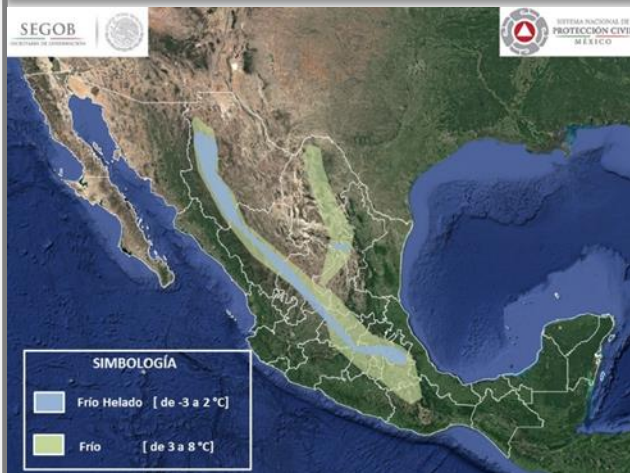 SEGOB
SECRETARÍA DE GOBERNACIÓN
SISTEMA NACIONAL DE
PROTECCIÓN CIVIL
MÉXICO
SIMBOLOGÍA
Frío Helado [ de -3 a 2 °C]
Frío [ de 3 a 8 °C]